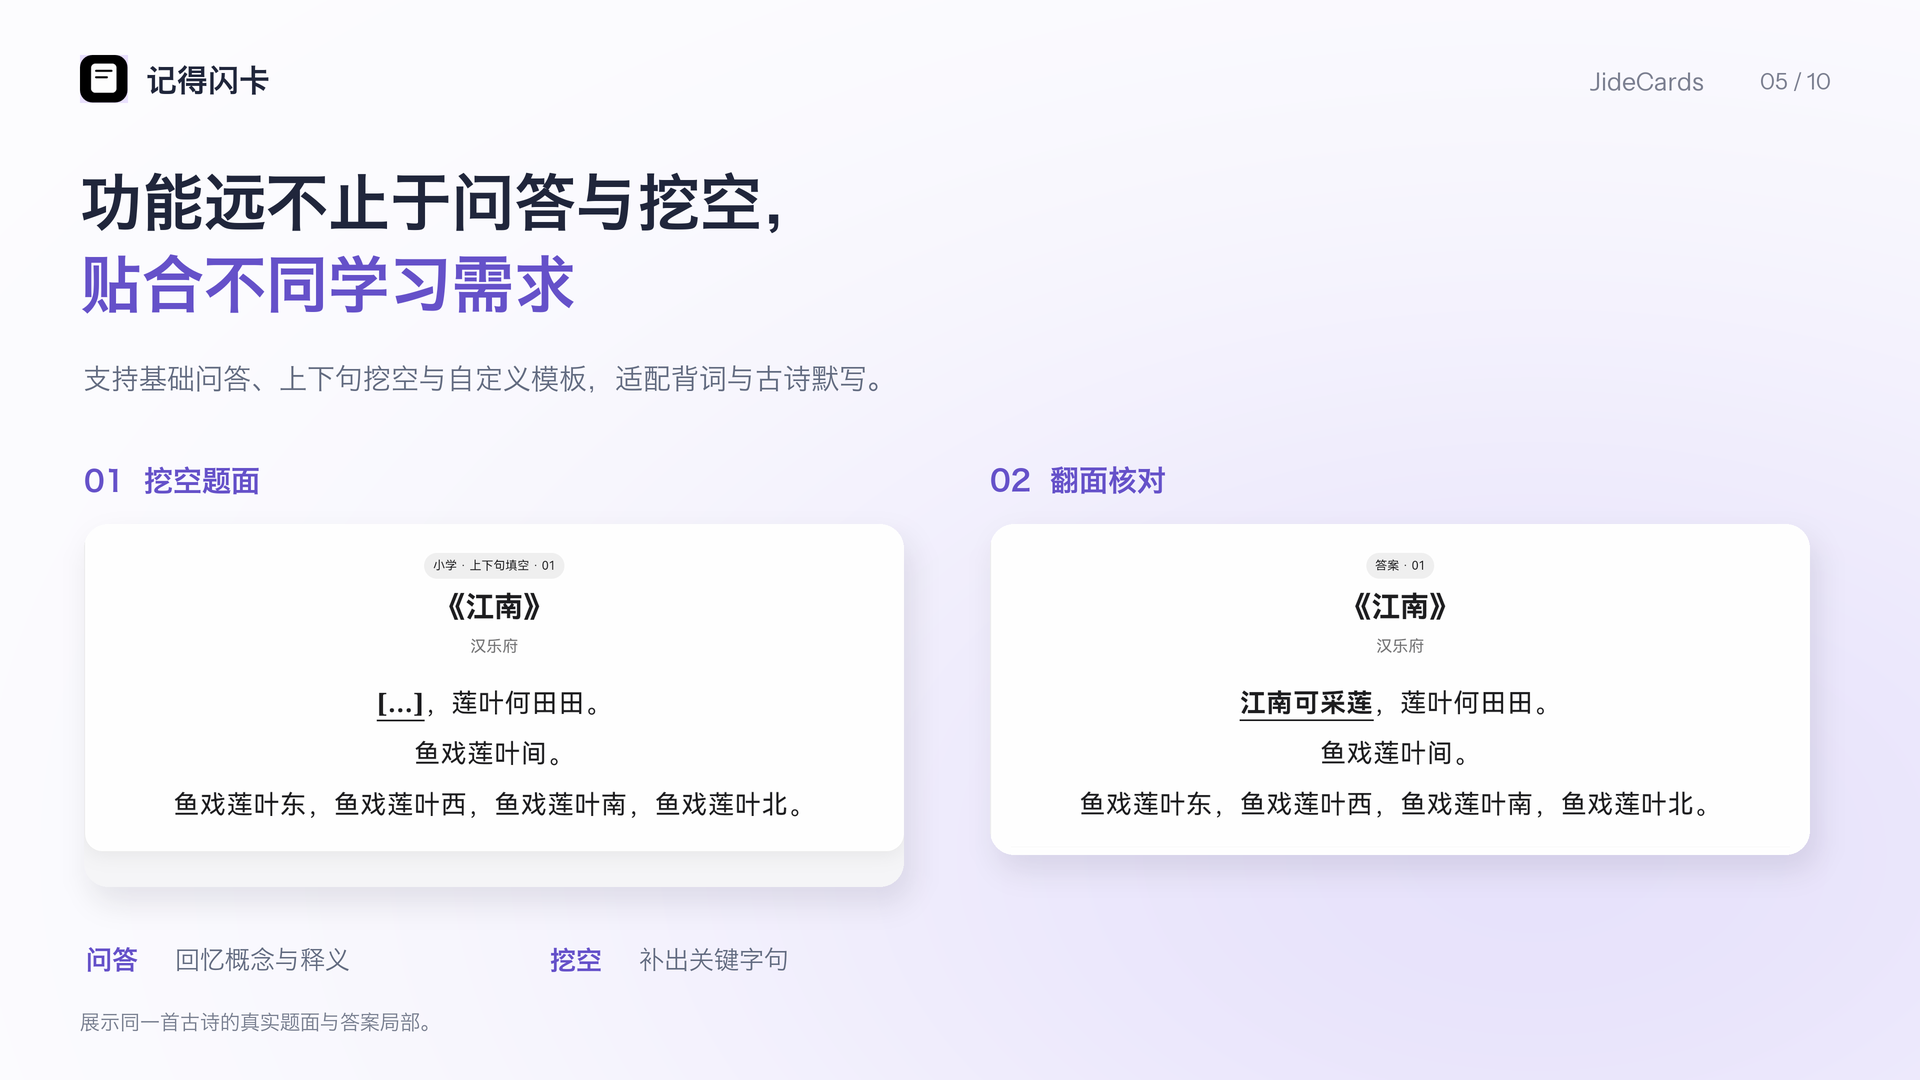 记得闪卡
JideCards
05 / 10
功能远不止于问答与挖空，
贴合不同学习需求
支持基础问答、上下句挖空与自定义模板，适配背词与古诗默写。
01 挖空题面
小学 · 上下句填空 · 01
《江南》
汉乐府
[...]，莲叶何田田。
鱼戏莲叶间。
鱼戏莲叶东，鱼戏莲叶西，鱼戏莲叶南，鱼戏莲叶北。
02 翻面核对
答案 · 01
《江南》
汉乐府
江南可采莲，莲叶何田田。
鱼戏莲叶间。
鱼戏莲叶东，鱼戏莲叶西，鱼戏莲叶南，鱼戏莲叶北。
问答 回忆概念与释义
挖空 补出关键字句
展示同一首古诗的真实题面与答案局部。